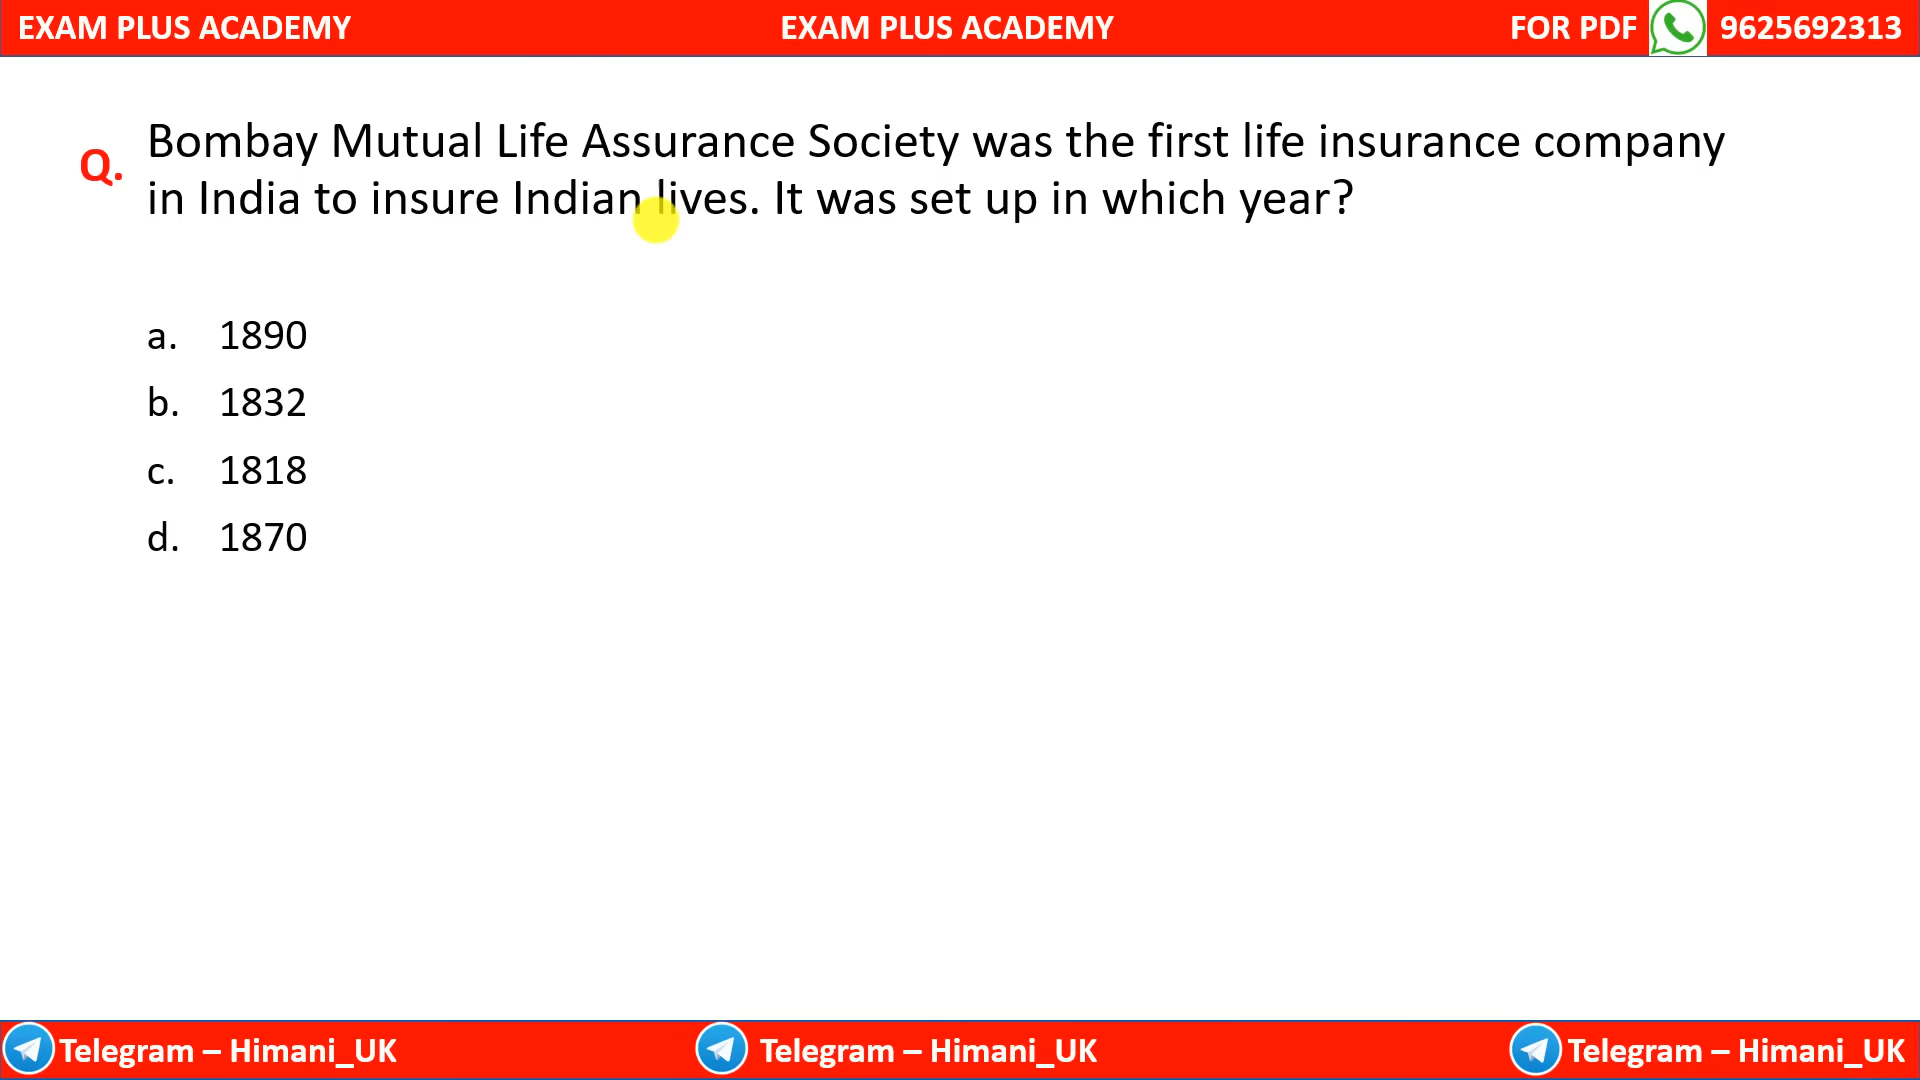 EXAM PLUS ACADEMY EXAM PLUS ACADEMY FOR PDF 9625692313
Q. Bombay Mutual Life Assurance Society was the first life insurance company
in India to insure Indian lives. It was set up in which year?
a. 1890
b. 1832
c. 1818
d. 1870
Telegram – Himani_UK Telegram – Himani_UK Telegram – Himani_UK